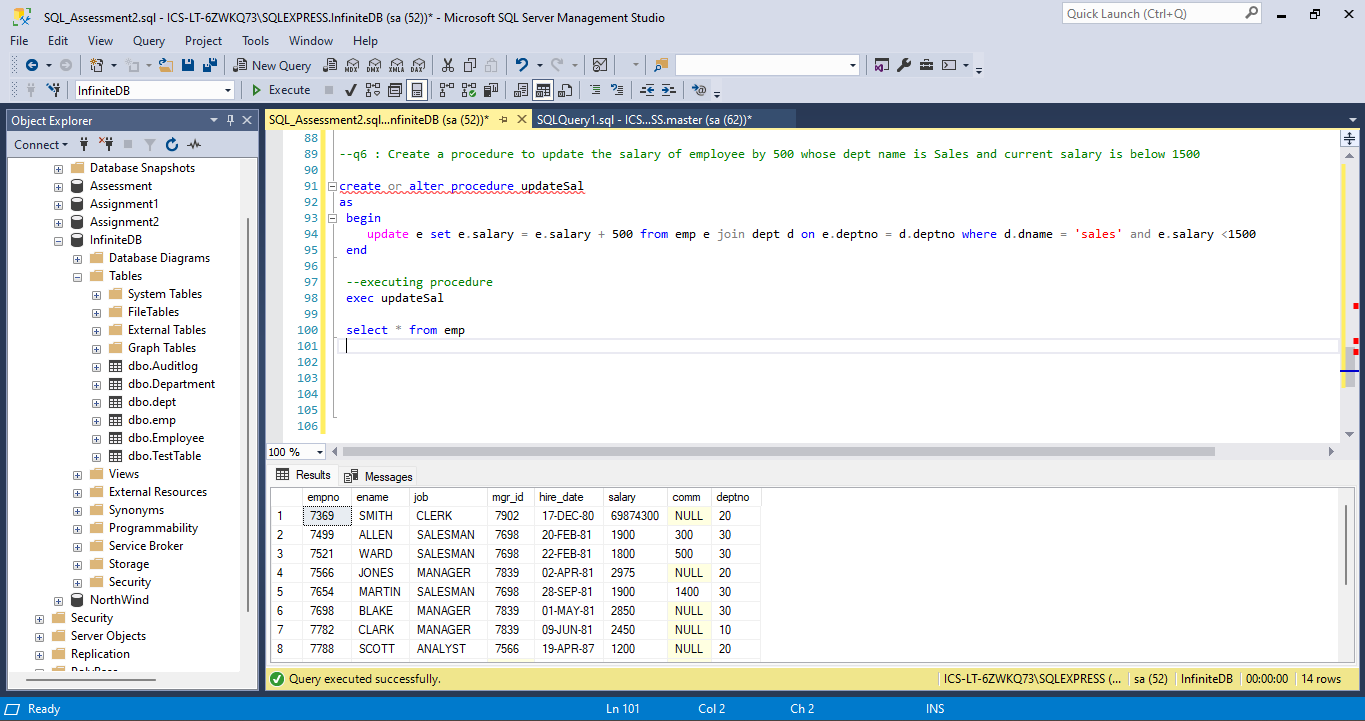 SQL_Assessment2.sql - ICS-LT-6ZWKQ73\SQLEXPRESS.InfiniteDB (sa (52))* - Microsoft SQL Server Management Studio
Quick Launch (Ctrl+Q)
File Edit View Query Project Tools Window Help
New Query MDX DMX XMLA DAX
InfiniteDB Execute
Object Explorer
SQL_Assessment2.sql...nfiniteDB (sa (52))* SQLQuery1.sql - ICS...SS.master (sa (62))*
Connect
Database Snapshots
Assessment
Assignment1
Assignment2
InfiniteDB
Database Diagrams
Tables
System Tables
FileTables
External Tables
Graph Tables
dbo.Auditlog
dbo.Department
dbo.dept
dbo.emp
dbo.Employee
dbo.TestTable
Views
External Resources
Synonyms
Programmability
Service Broker
Storage
Security
NorthWind
Security
Server Objects
Replication
PolyBase
88
89 --q6 : Create a procedure to update the salary of employee by 500 whose dept name is Sales and current salary is below 1500
90
91 create or alter procedure updateSal
92 as
93 begin
94 update e set e.salary = e.salary + 500 from emp e join dept d on e.deptno = d.deptno where d.dname = 'sales' and e.salary <1500
95 end
96
97 --executing procedure
98 exec updateSal
99
100 select * from emp
101
102
103
104
105
106
100 %
Results Messages
empno ename job mgr_id hire_date salary comm deptno
1 7369 SMITH CLERK 7902 17-DEC-80 69874300 NULL 20
2 7499 ALLEN SALESMAN 7698 20-FEB-81 1900 300 30
3 7521 WARD SALESMAN 7698 22-FEB-81 1800 500 30
4 7566 JONES MANAGER 7839 02-APR-81 2975 NULL 20
5 7654 MARTIN SALESMAN 7698 28-SEP-81 1900 1400 30
6 7698 BLAKE MANAGER 7839 01-MAY-81 2850 NULL 30
7 7782 CLARK MANAGER 7839 09-JUN-81 2450 NULL 10
8 7788 SCOTT ANALYST 7566 19-APR-87 1200 NULL 20
Query executed successfully. ICS-LT-6ZWKQ73\SQLEXPRESS (... sa (52) InfiniteDB 00:00:00 14 rows
Ready Ln 101 Col 2 Ch 2 INS